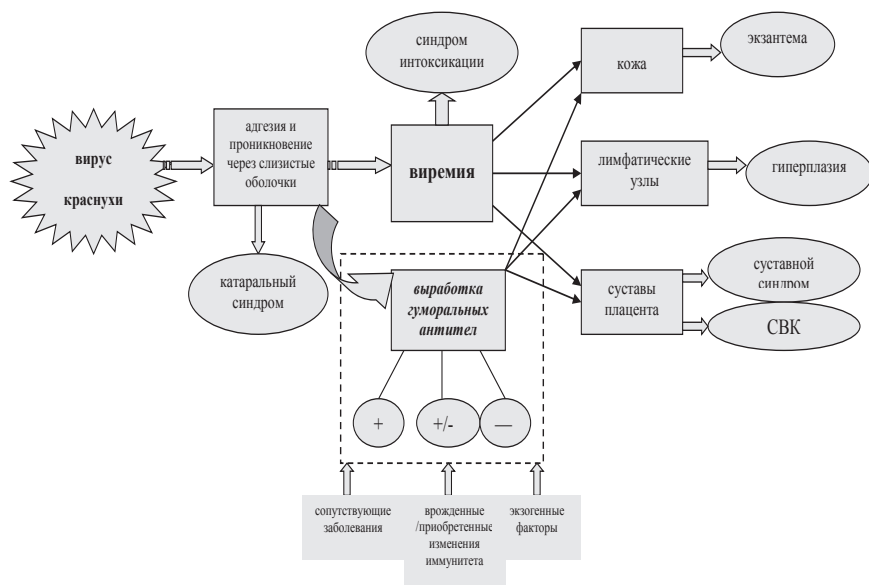 синдром
интоксикации
экзантема
кожа
вирус
краснухи
адгезия и
проникновение
через слизистые
оболочки
виремия
лимфатические
узлы
гиперплазия
катаральный
синдром
выработка
гуморальных
антител
суставы
плацента
суставной
синдром
СВК
+
+/-
—
сопутствующие
заболевания
врожденные
/приобретенные
изменения
иммунитета
экзогенные
факторы